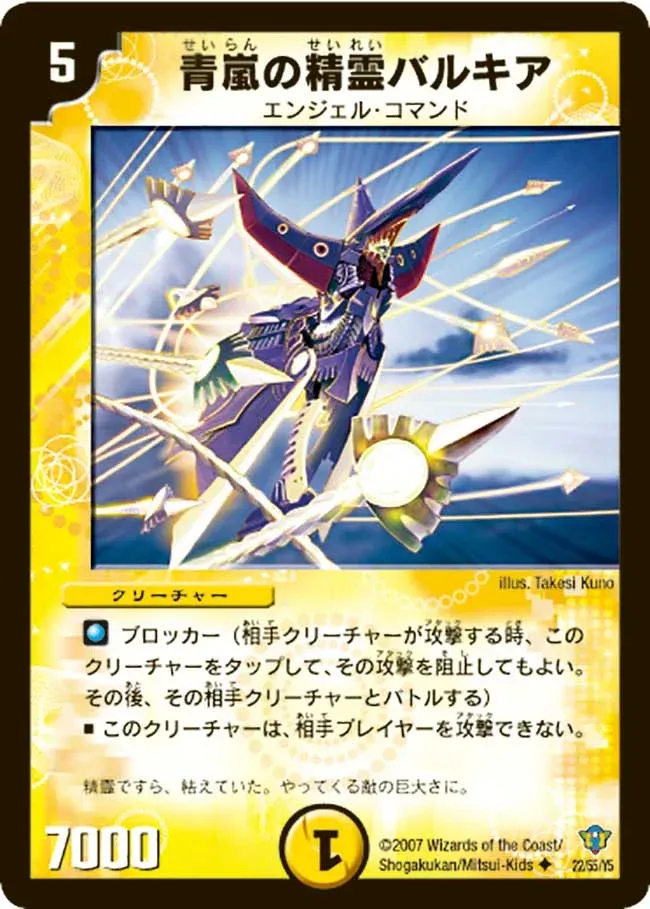 5
せいらん せいれい
青嵐の精霊バルキア
エンジェル・コマンド
illus. Takesi Kuno
クリーチャー
ブロッカー（相手クリーチャーが攻撃する時、この
クリーチャーをタップして、その攻撃を阻止してもよい。
その後、その相手クリーチャーとバトルする）
■ このクリーチャーは、相手プレイヤーを攻撃できない。
精霊ですら、怯えていた。やってくる敵の巨大さに。
7000
1
©2007 Wizards of the Coast/
Shogakukan/Mitsui-Kids
22/55/Y5